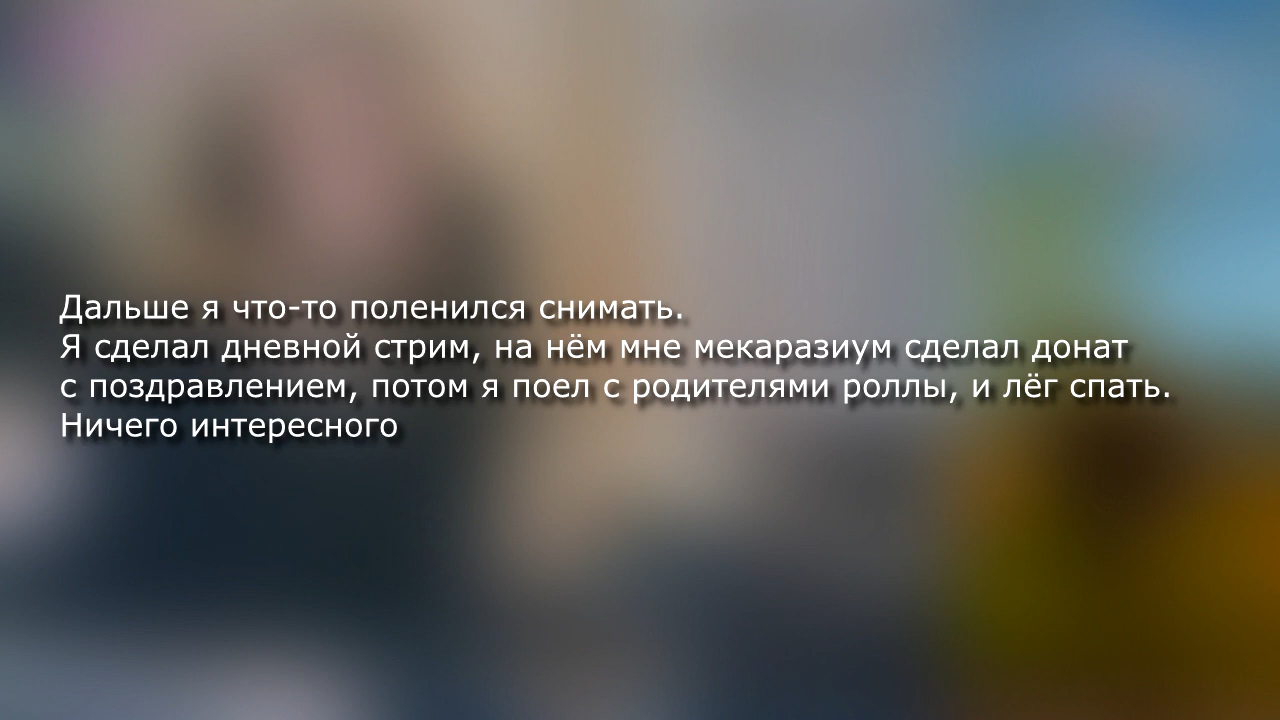 Дальше я что-то поленился снимать.
Я сделал дневной стрим, на нём мне мекаразиум сделал донат
с поздравлением, потом я поел с родителями роллы, и лёг спать.
Ничего интересного